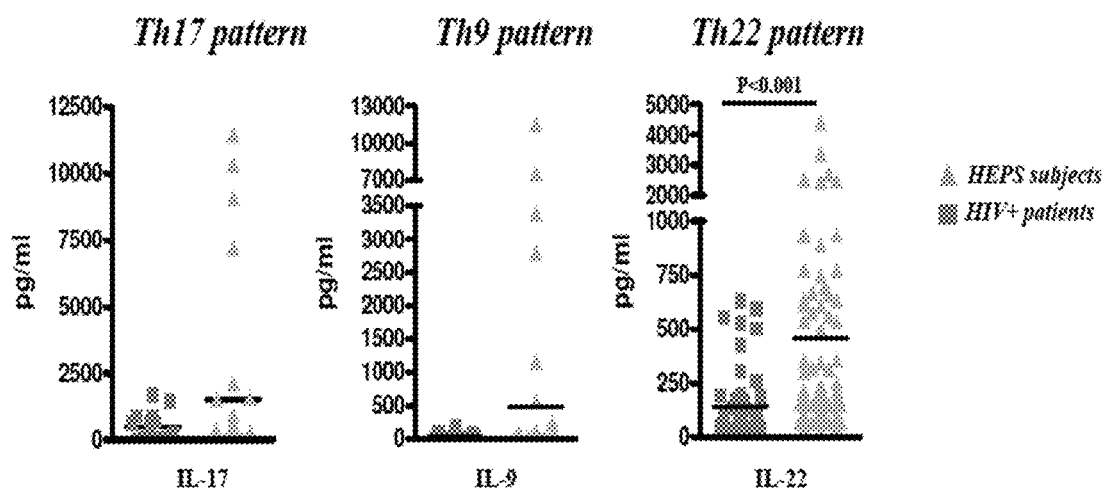 Th17 pattern
Th9 pattern
Th22 pattern
P<0.001
12500
10000
7500
5000
2500
0
pg/ml
IL-17
13000
10000
7000
3500
3000
2500
2000
1500
1000
500
0
pg/ml
IL-9
5000
4000
3000
2000
1000
750
500
250
0
pg/ml
IL-22
HEPS subjects
HIV+ patients